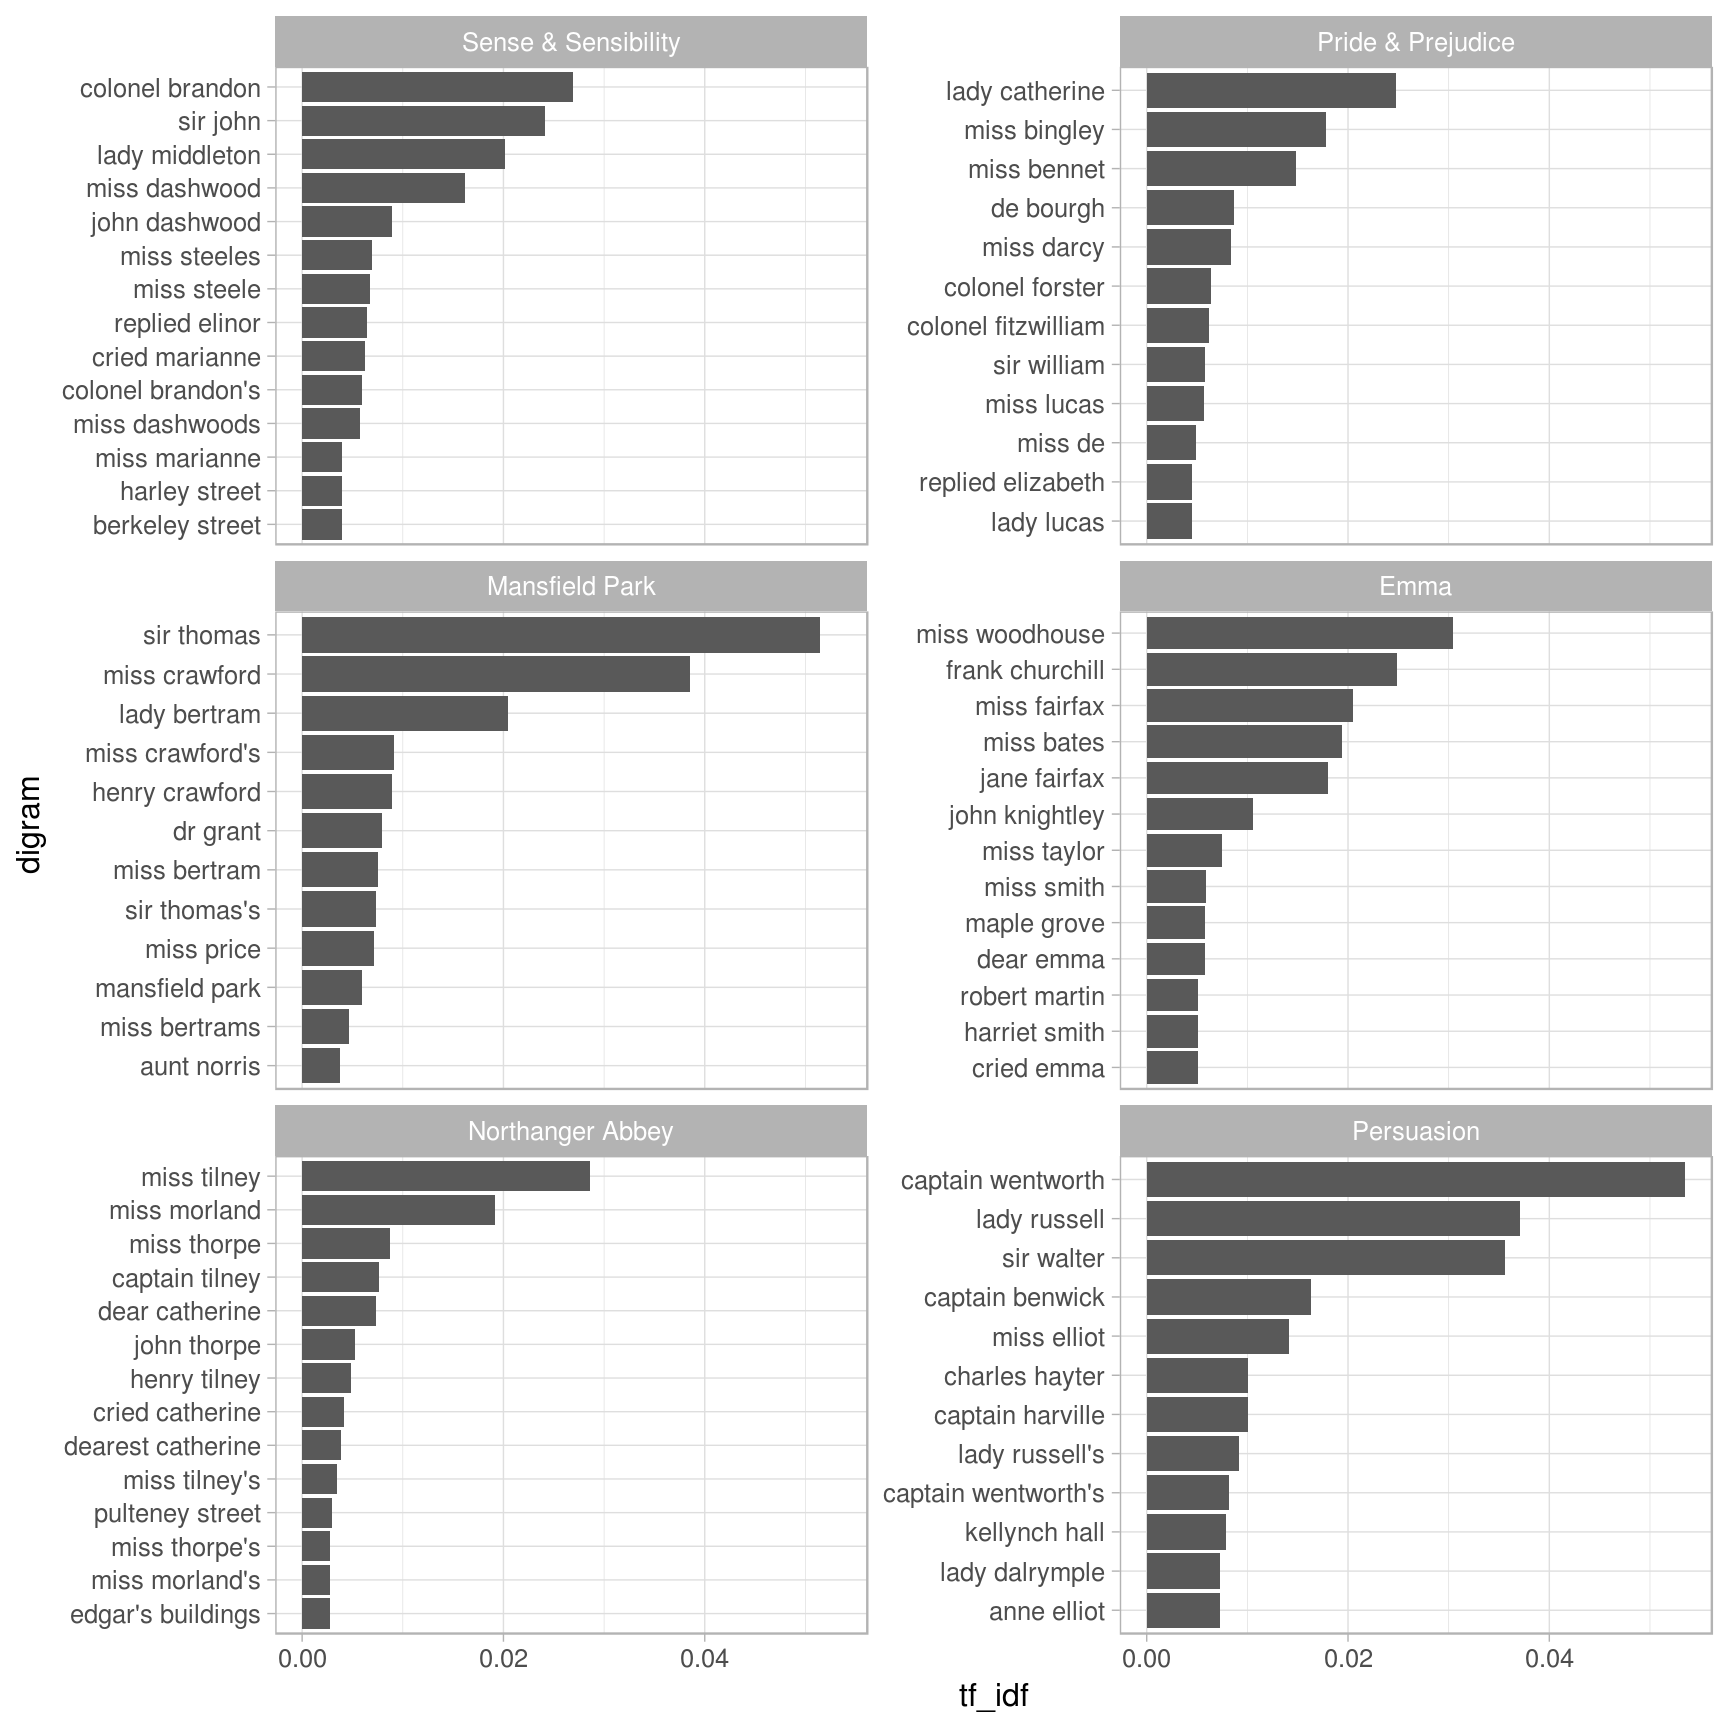 Sense & Sensibility
colonel brandon
sir john
lady middleton
miss dashwood
john dashwood
miss steeles
miss steele
replied elinor
cried marianne
colonel brandon's
miss dashwoods
miss marianne
harley street
berkeley street
Pride & Prejudice
lady catherine
miss bingley
miss bennet
de bourgh
miss darcy
colonel forster
colonel fitzwilliam
sir william
miss lucas
miss de
replied elizabeth
lady lucas
digram
Mansfield Park
sir thomas
miss crawford
lady bertram
miss crawford's
henry crawford
dr grant
miss bertram
sir thomas's
miss price
mansfield park
miss bertrams
aunt norris
Emma
miss woodhouse
frank churchill
miss fairfax
miss bates
jane fairfax
john knightley
miss taylor
miss smith
maple grove
dear emma
robert martin
harriet smith
cried emma
Northanger Abbey
miss tilney
miss morland
miss thorpe
captain tilney
dear catherine
john thorpe
henry tilney
cried catherine
dearest catherine
miss tilney's
pulteney street
miss thorpe's
miss morland's
edgar's buildings
0.00 0.02 0.04
Persuasion
captain wentworth
lady russell
sir walter
captain benwick
miss elliot
charles hayter
captain harville
lady russell's
captain wentworth's
kellynch hall
lady dalrymple
anne elliot
0.00 0.02 0.04
tf_idf